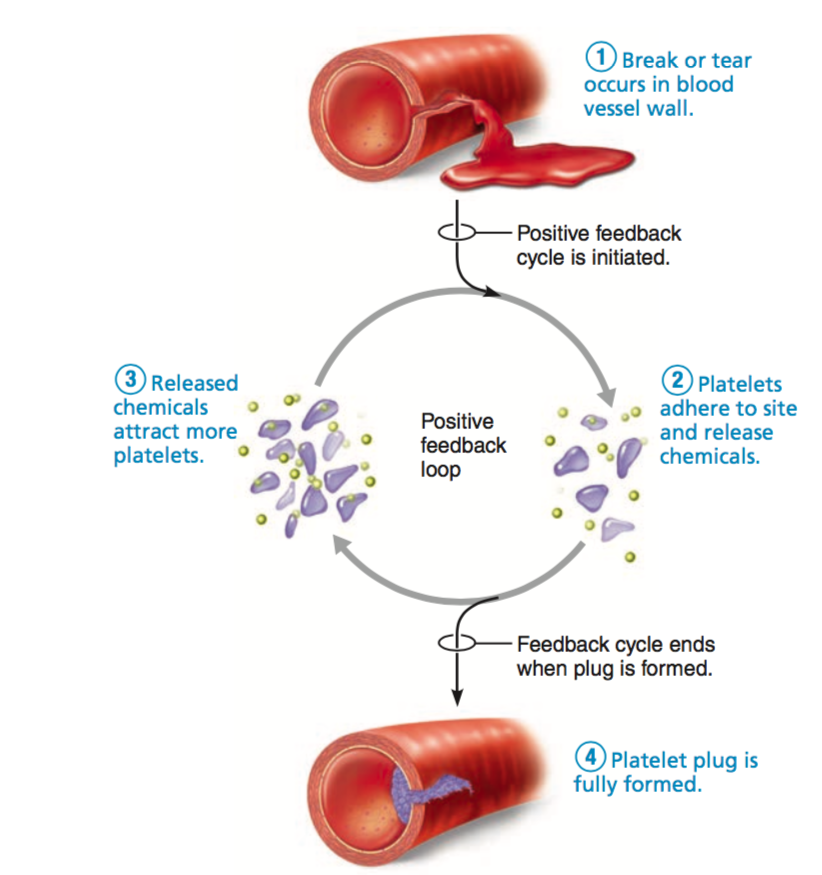 ① Break or tear
occurs in blood
vessel wall.
Positive feedback
cycle is initiated.
③ Released
chemicals
attract more
platelets.
Positive
feedback
loop
② Platelets
adhere to site
and release
chemicals.
Feedback cycle ends
when plug is formed.
④ Platelet plug is
fully formed.